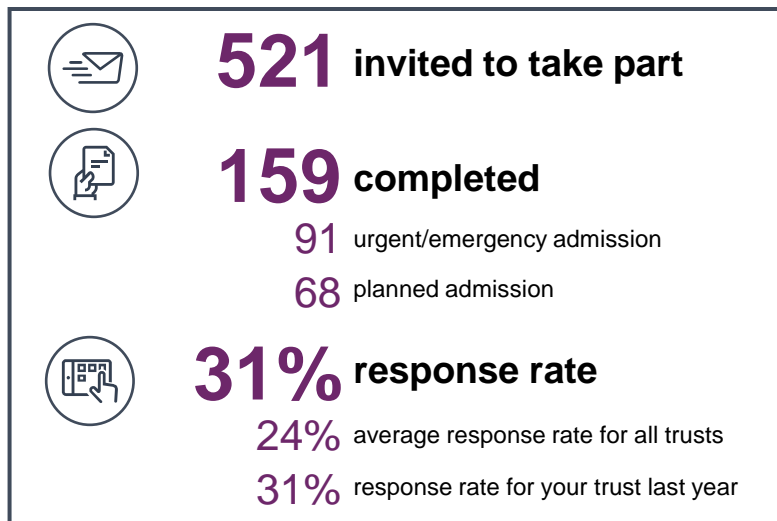 521 invited to take part
159 completed
91 urgent/emergency admission
68 planned admission
31% response rate
24% average response rate for all trusts
31% response rate for your trust last year